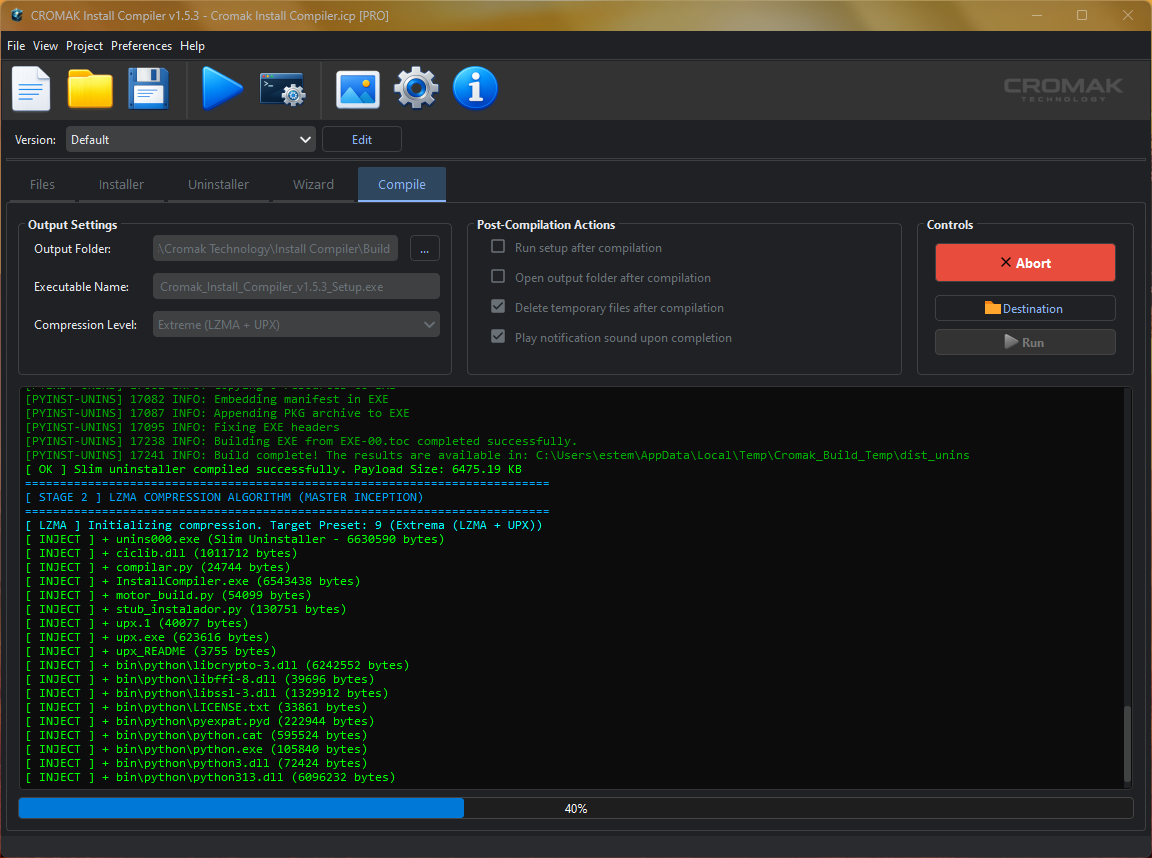 CROMAK Install Compiler v1.5.3 - Cromak Install Compiler.icp [PRO]
File View Project Preferences Help
CROMAK
TECHNOLOGY
Version: Default Edit
Files Installer Uninstaller Wizard Compile
Output Settings
Output Folder: \Cromak Technology\Install Compiler\Build ...
Executable Name: Cromak_Install_Compiler_v1.5.3_Setup.exe
Compression Level: Extreme (LZMA + UPX)
Post-Compilation Actions
Run setup after compilation
Open output folder after compilation
Delete temporary files after compilation
Play notification sound upon completion
Controls
Abort
Destination
Run
[PYINST-UNINS] INFO: Copying 0 resources to EXE
[PYINST-UNINS] 17082 INFO: Embedding manifest in EXE
[PYINST-UNINS] 17087 INFO: Appending PKG archive to EXE
[PYINST-UNINS] 17095 INFO: Fixing EXE headers
[PYINST-UNINS] 17238 INFO: Building EXE from EXE-00.toc completed successfully.
[PYINST-UNINS] 17241 INFO: Build complete! The results are available in: C:\Users\estem\AppData\Local\Temp\Cromak_Build_Temp\dist_unins
[ OK ] Slim uninstaller compiled successfully. Payload Size: 6475.19 KB
===========================================================================
[ STAGE 2 ] LZMA COMPRESSION ALGORITHM (MASTER INCEPTION)
===========================================================================
[ LZMA ] Initializing compression. Target Preset: 9 (Extrema (LZMA + UPX))
[ INJECT ] + unins000.exe (Slim Uninstaller - 6630590 bytes)
[ INJECT ] + ciclib.dll (1011712 bytes)
[ INJECT ] + compilar.py (24744 bytes)
[ INJECT ] + InstallCompiler.exe (6543438 bytes)
[ INJECT ] + motor_build.py (54099 bytes)
[ INJECT ] + stub_instalador.py (130751 bytes)
[ INJECT ] + upx.1 (40077 bytes)
[ INJECT ] + upx.exe (623616 bytes)
[ INJECT ] + upx_README (3755 bytes)
[ INJECT ] + bin\python\libcrypto-3.dll (6242552 bytes)
[ INJECT ] + bin\python\libffi-8.dll (39696 bytes)
[ INJECT ] + bin\python\libssl-3.dll (1329912 bytes)
[ INJECT ] + bin\python\LICENSE.txt (33861 bytes)
[ INJECT ] + bin\python\pyexpat.pyd (222944 bytes)
[ INJECT ] + bin\python\python.cat (595524 bytes)
[ INJECT ] + bin\python\python.exe (105840 bytes)
[ INJECT ] + bin\python\python3.dll (72424 bytes)
[ INJECT ] + bin\python\python313.dll (6096232 bytes)
40%